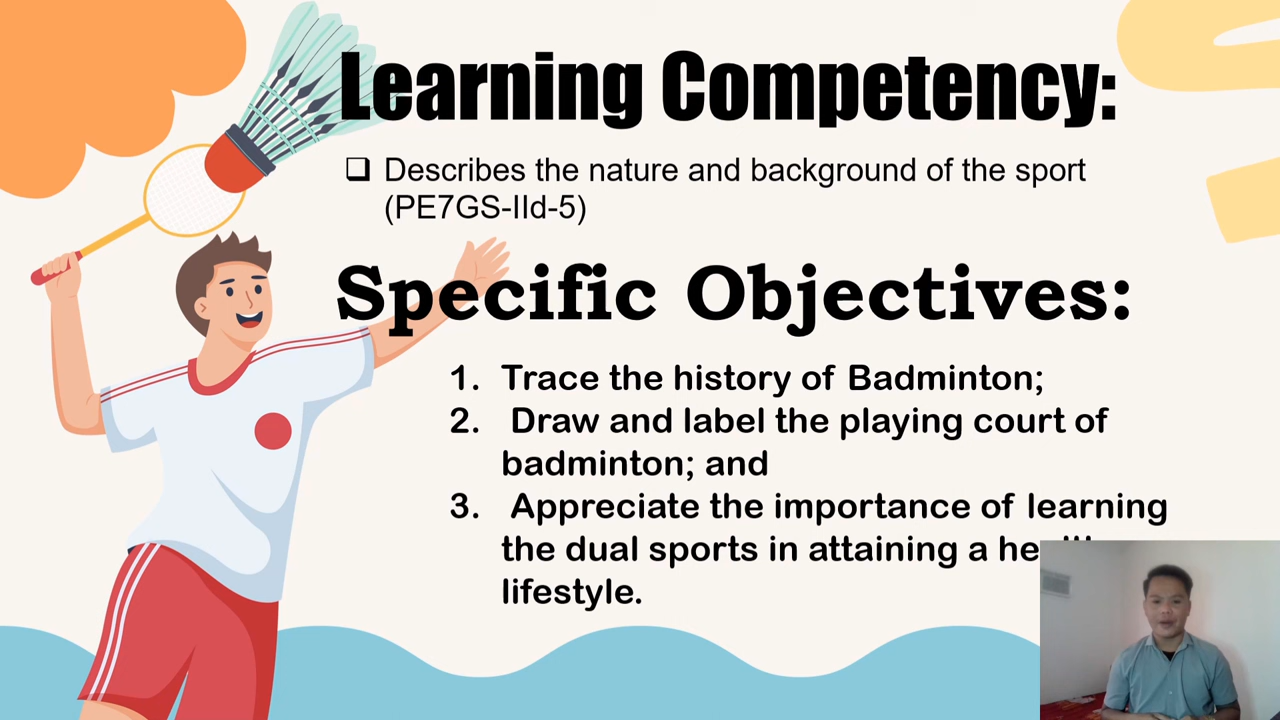 Learning Competency:
❑ Describes the nature and background of the sport
(PE7GS-IId-5)
Specific Objectives:
1. Trace the history of Badminton;
2. Draw and label the playing court of
badminton; and
3. Appreciate the importance of learning
the dual sports in attaining a
lifestyle.